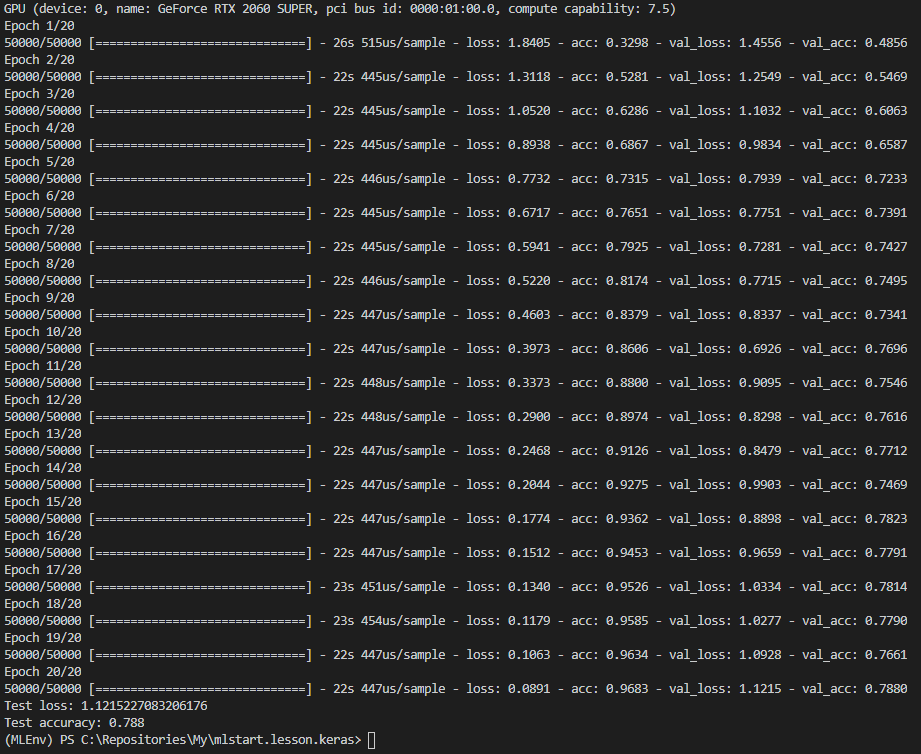 GPU (device: 0, name: GeForce RTX 2060 SUPER, pci bus id: 0000:01:00.0, compute capability: 7.5)
Epoch 1/20
50000/50000 [==============================] - 26s 515us/sample - loss: 1.8405 - acc: 0.3298 - val_loss: 1.4556 - val_acc: 0.4856
Epoch 2/20
50000/50000 [==============================] - 22s 445us/sample - loss: 1.3118 - acc: 0.5281 - val_loss: 1.2549 - val_acc: 0.5469
Epoch 3/20
50000/50000 [==============================] - 22s 445us/sample - loss: 1.0520 - acc: 0.6286 - val_loss: 1.1032 - val_acc: 0.6063
Epoch 4/20
50000/50000 [==============================] - 22s 445us/sample - loss: 0.8938 - acc: 0.6867 - val_loss: 0.9834 - val_acc: 0.6587
Epoch 5/20
50000/50000 [==============================] - 22s 446us/sample - loss: 0.7732 - acc: 0.7315 - val_loss: 0.7939 - val_acc: 0.7233
Epoch 6/20
50000/50000 [==============================] - 22s 445us/sample - loss: 0.6717 - acc: 0.7651 - val_loss: 0.7751 - val_acc: 0.7391
Epoch 7/20
50000/50000 [==============================] - 22s 445us/sample - loss: 0.5941 - acc: 0.7925 - val_loss: 0.7281 - val_acc: 0.7427
Epoch 8/20
50000/50000 [==============================] - 22s 446us/sample - loss: 0.5220 - acc: 0.8174 - val_loss: 0.7715 - val_acc: 0.7495
Epoch 9/20
50000/50000 [==============================] - 22s 447us/sample - loss: 0.4603 - acc: 0.8379 - val_loss: 0.8337 - val_acc: 0.7341
Epoch 10/20
50000/50000 [==============================] - 22s 447us/sample - loss: 0.3973 - acc: 0.8606 - val_loss: 0.6926 - val_acc: 0.7696
Epoch 11/20
50000/50000 [==============================] - 22s 448us/sample - loss: 0.3373 - acc: 0.8800 - val_loss: 0.9095 - val_acc: 0.7546
Epoch 12/20
50000/50000 [==============================] - 22s 448us/sample - loss: 0.2900 - acc: 0.8974 - val_loss: 0.8298 - val_acc: 0.7616
Epoch 13/20
50000/50000 [==============================] - 22s 447us/sample - loss: 0.2468 - acc: 0.9126 - val_loss: 0.8479 - val_acc: 0.7712
Epoch 14/20
50000/50000 [==============================] - 22s 447us/sample - loss: 0.2044 - acc: 0.9275 - val_loss: 0.9903 - val_acc: 0.7469
Epoch 15/20
50000/50000 [==============================] - 22s 447us/sample - loss: 0.1774 - acc: 0.9362 - val_loss: 0.8898 - val_acc: 0.7823
Epoch 16/20
50000/50000 [==============================] - 22s 447us/sample - loss: 0.1512 - acc: 0.9453 - val_loss: 0.9659 - val_acc: 0.7791
Epoch 17/20
50000/50000 [==============================] - 23s 451us/sample - loss: 0.1340 - acc: 0.9526 - val_loss: 1.0334 - val_acc: 0.7814
Epoch 18/20
50000/50000 [==============================] - 23s 454us/sample - loss: 0.1179 - acc: 0.9585 - val_loss: 1.0277 - val_acc: 0.7790
Epoch 19/20
50000/50000 [==============================] - 22s 447us/sample - loss: 0.1063 - acc: 0.9634 - val_loss: 1.0928 - val_acc: 0.7661
Epoch 20/20
50000/50000 [==============================] - 22s 447us/sample - loss: 0.0891 - acc: 0.9683 - val_loss: 1.1215 - val_acc: 0.7880
Test loss: 1.1215227083206176
Test accuracy: 0.788
(MLEnv) PS C:\Repositories\My\mlstart.lesson.keras>